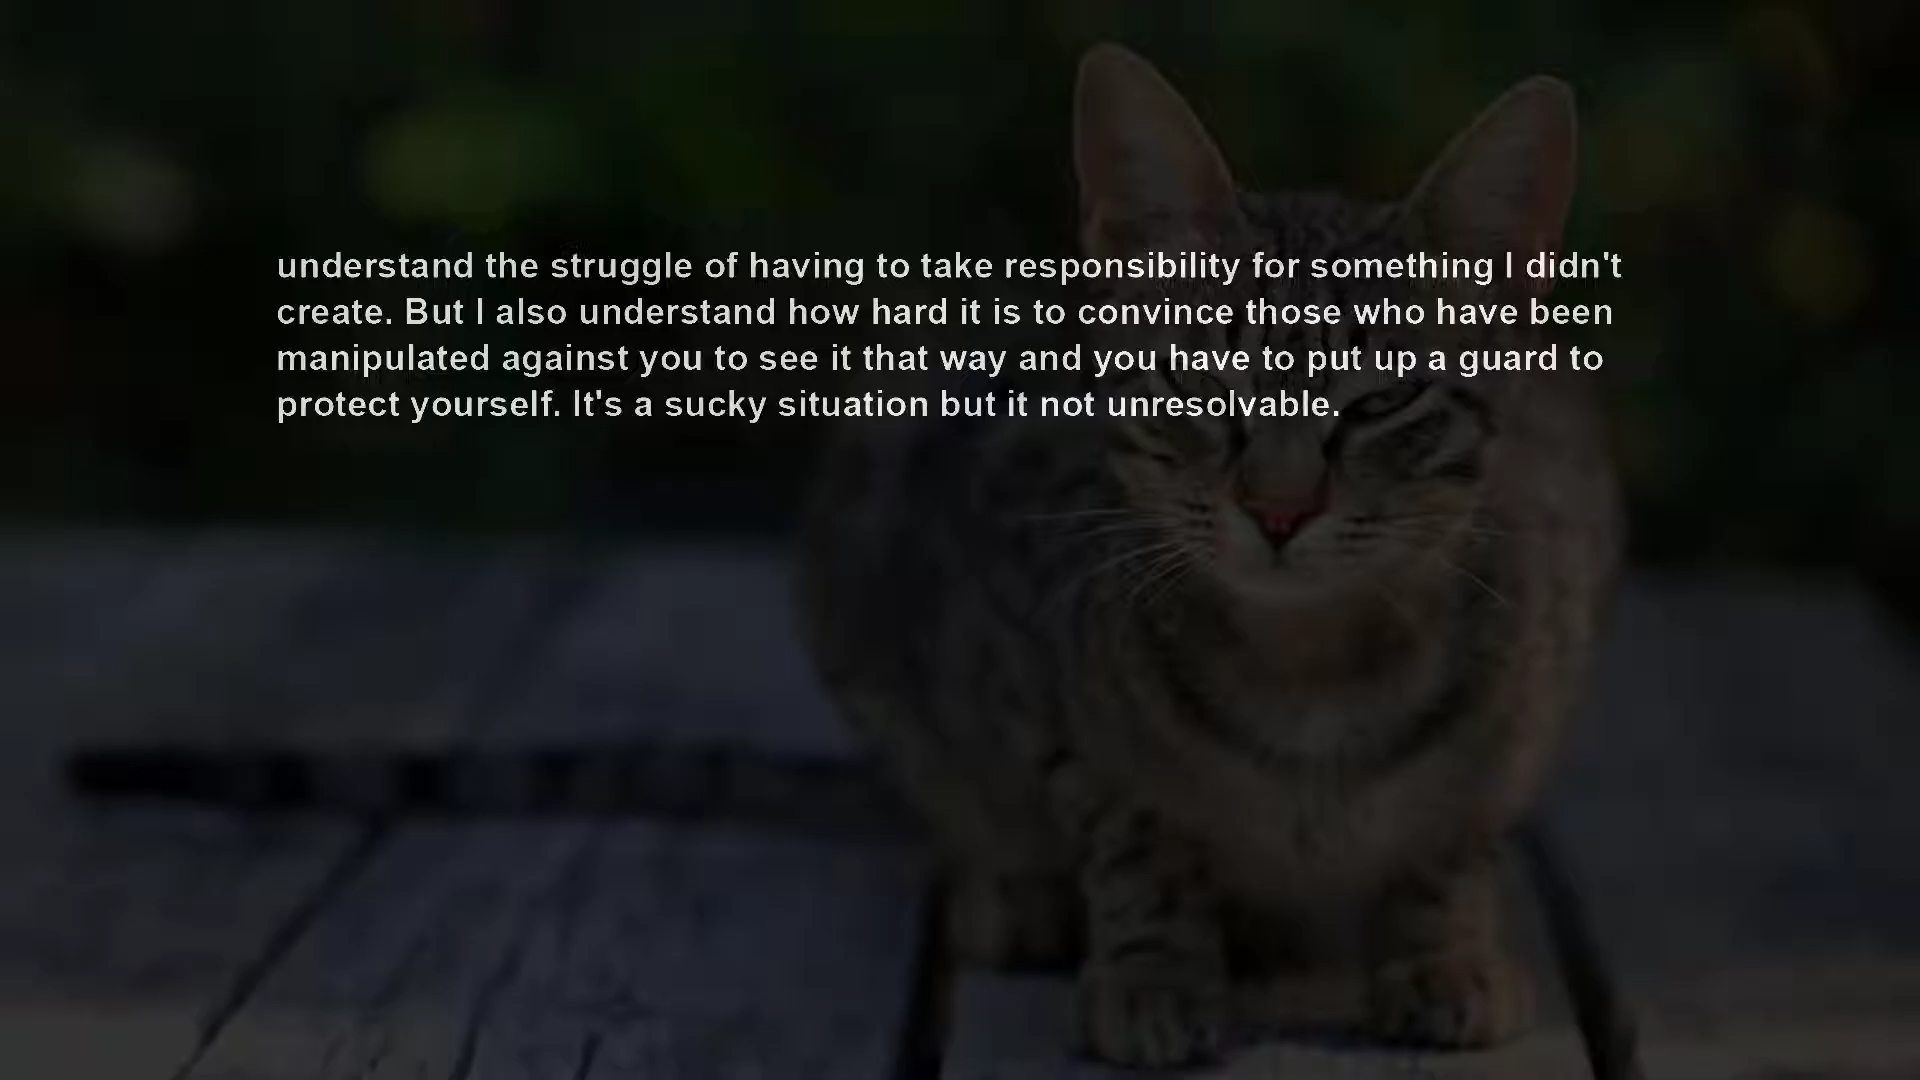 understand the struggle of having to take responsibility for something I didn't
create. But I also understand how hard it is to convince those who have been
manipulated against you to see it that way and you have to put up a guard to
protect yourself. It's a sucky situation but it not unresolvable.